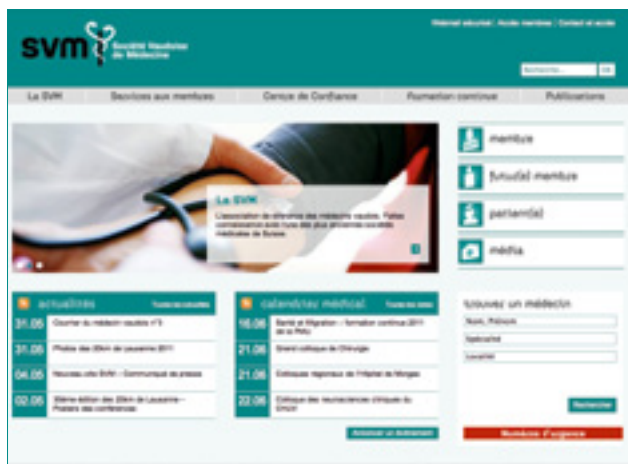 Webmail sécurisé | Accès membres | Contact et accès
svm
Société Vaudoise
de Médecine
Recherche... OK
La SVM Services aux membres Centre de Confiance Formation continue Publications
La SVM
L'association de référence des médecins vaudois. Faites
connaissance avec l'une des plus anciennes sociétés
médicales de Suisse.
membre
futur(e) membre
patient(e)
média
actualités Toutes les actualités
31.05 Courrier du médecin vaudois n°3
31.05 Photos des 20km de Lausanne 2011
04.05 Nouveau site SVM - Communiqué de presse
02.05 30ème édition des 20km de Lausanne -
Posters des conférences
calendrier médical Toutes les dates
16.06 Santé et Migration - formation continue 2011
de la PMU
21.06 Grand colloque de Chirurgie
21.06 Colloques régionaux de l'Hôpital de Morges
22.06 Colloque des neurosciences cliniques du
CHUV
Annoncer un événement
trouver un médecin
Nom, Prénom
Spécialité
Localité
Rechercher
Numéros d'urgence